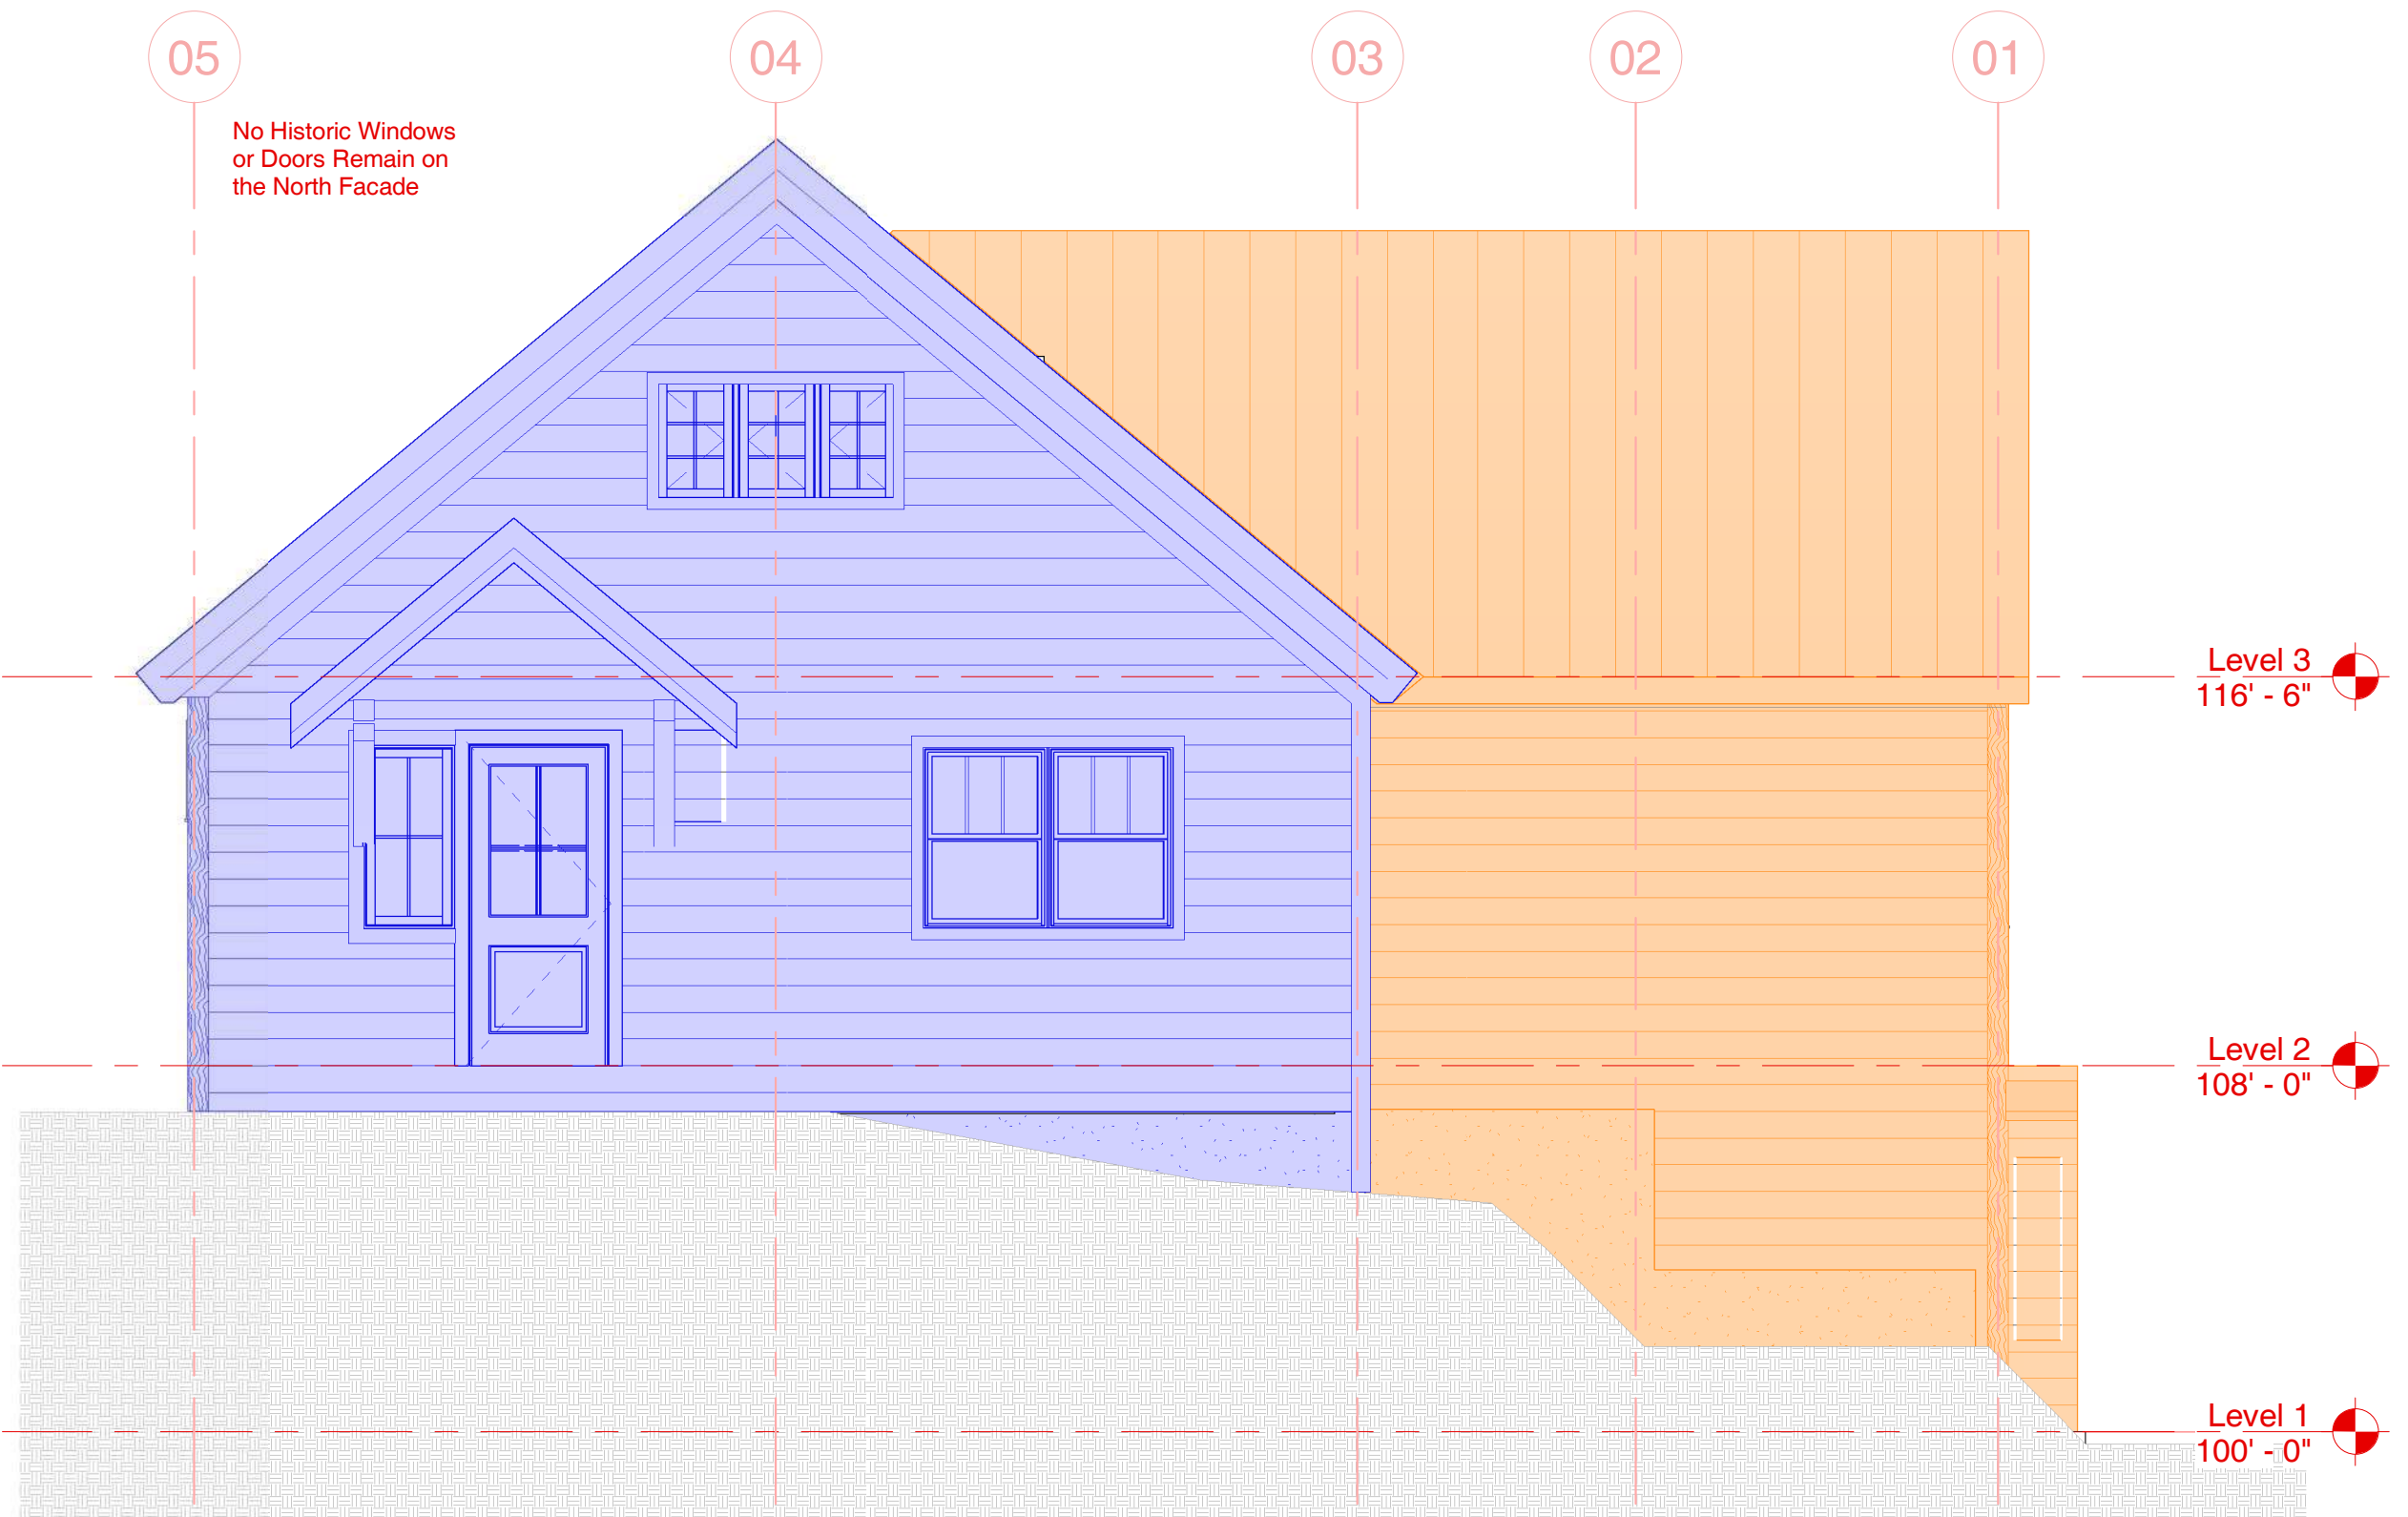 05 04 03 02 01
No Historic Windows
or Doors Remain on
the North Facade
Level 3
116' - 6"
Level 2
108' - 0"
Level 1
100' - 0"